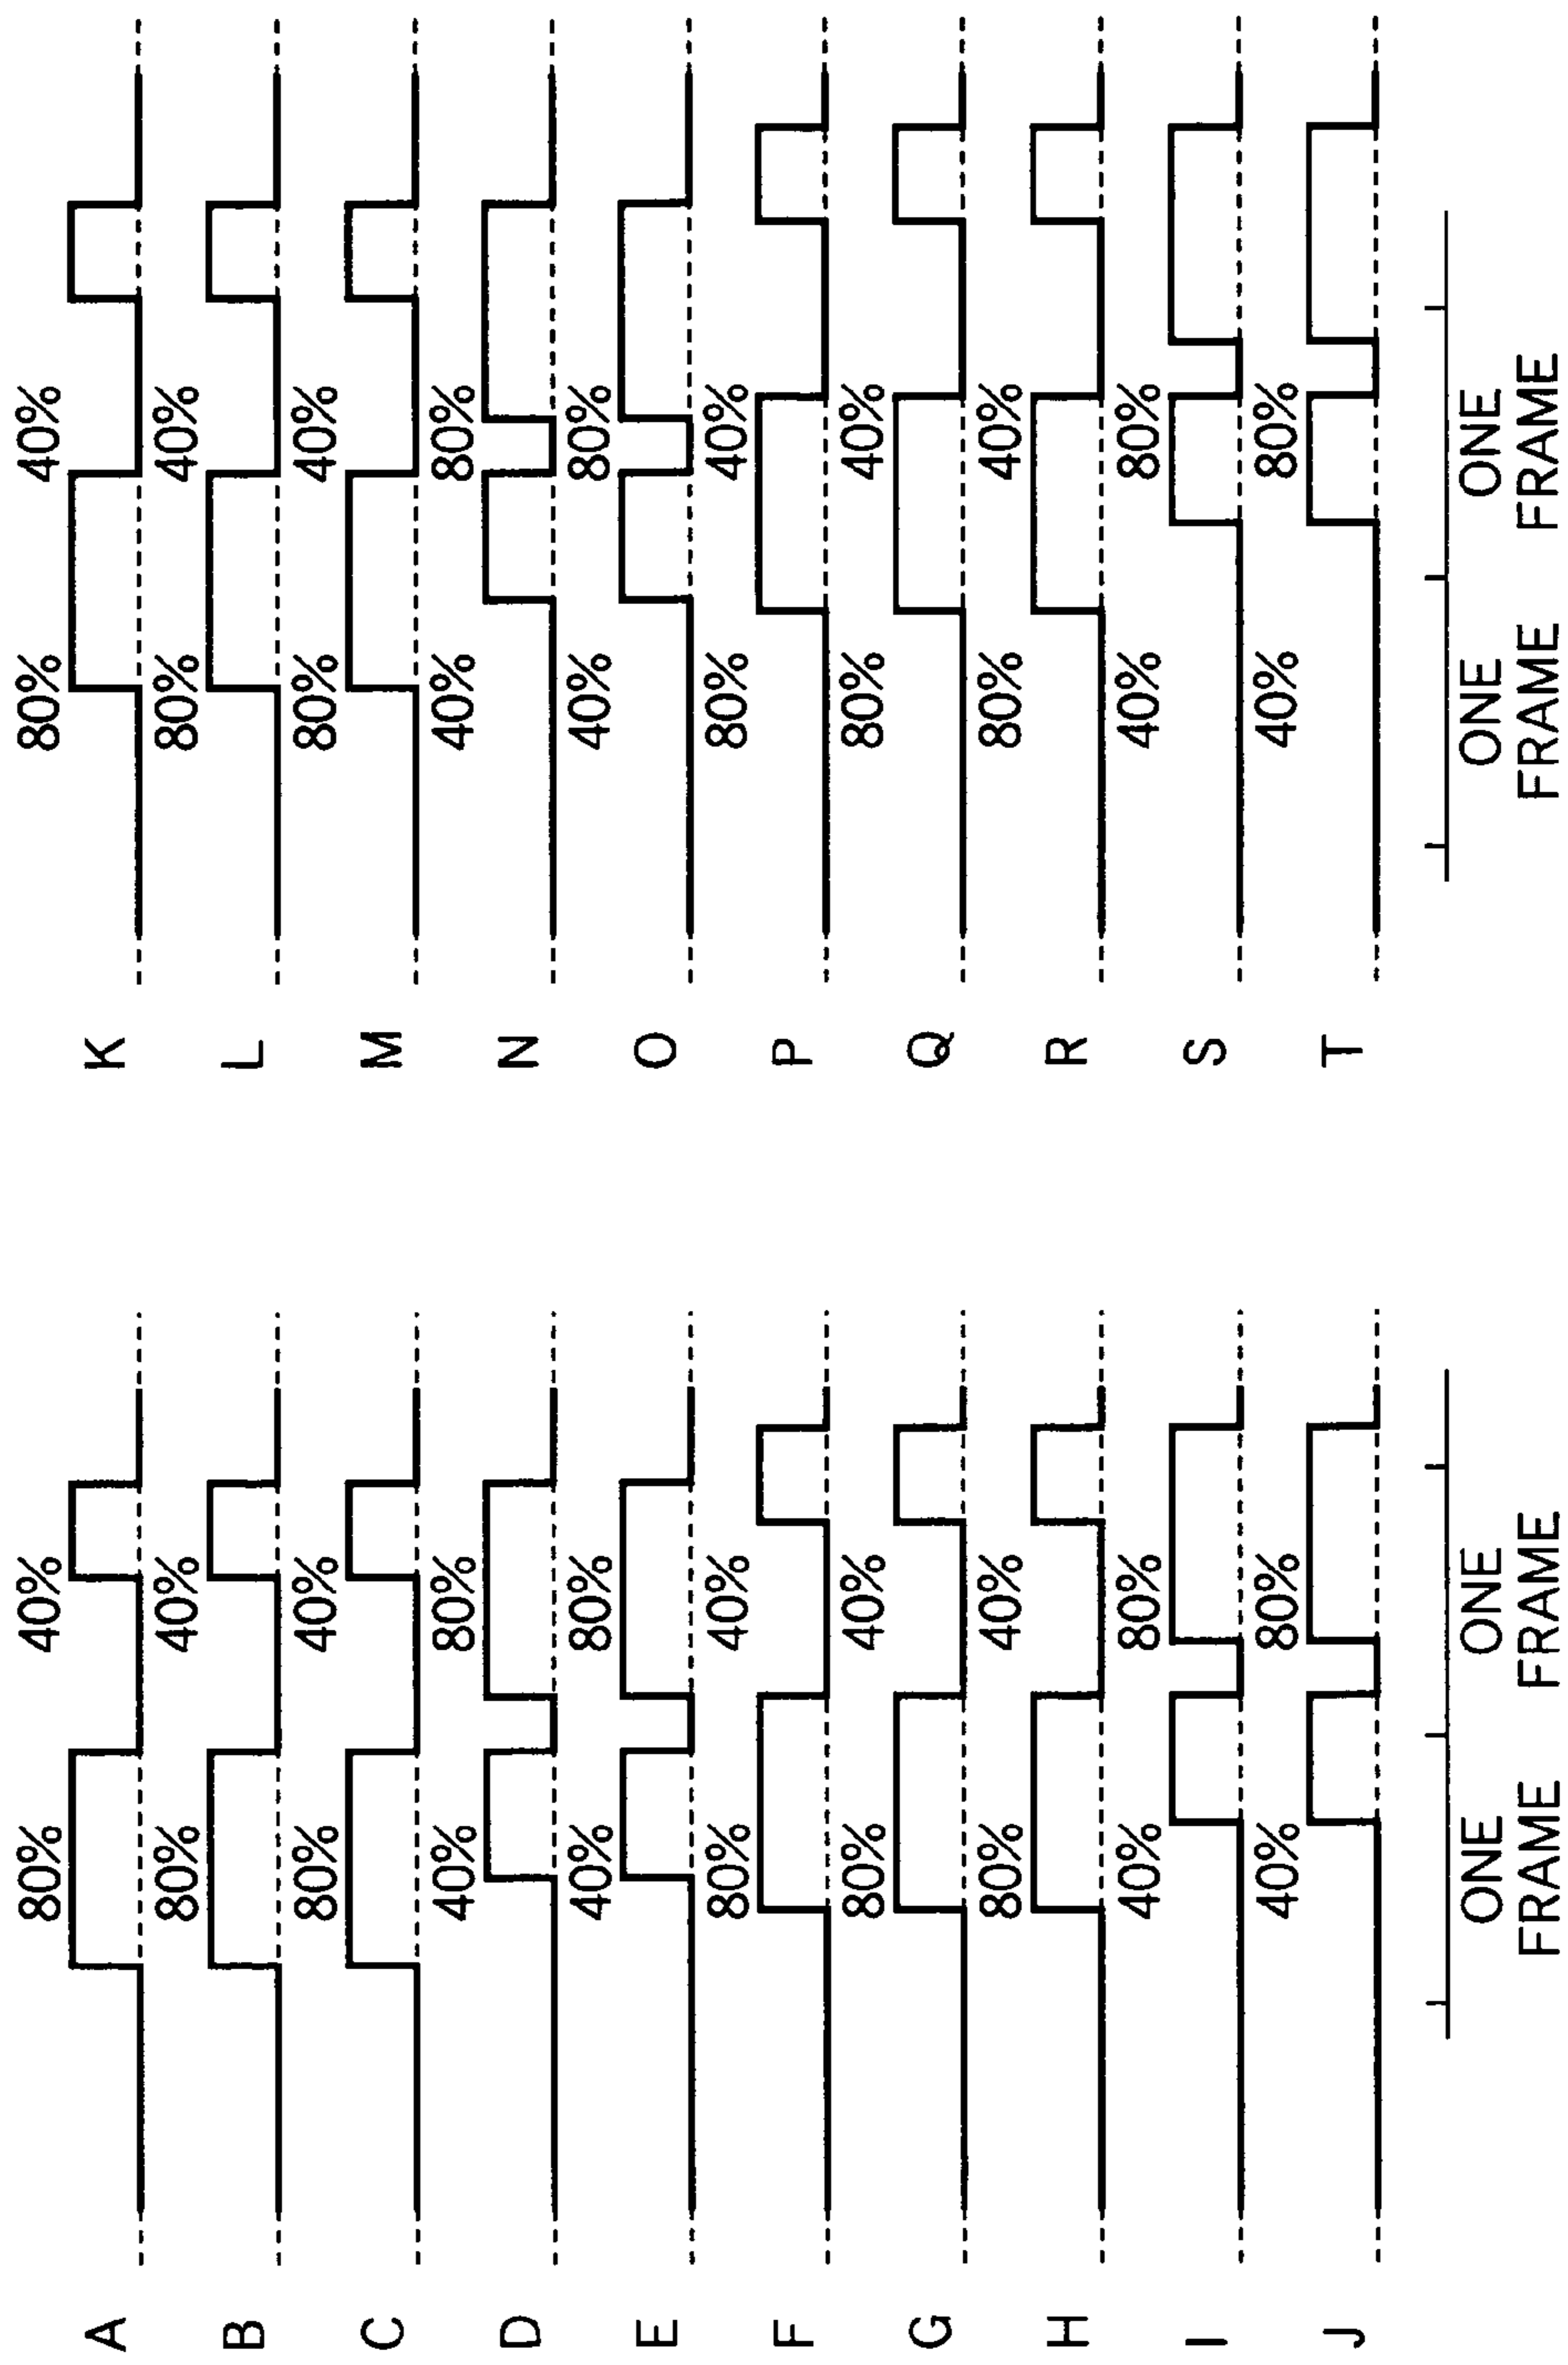 A 80% 40%
B 80% 40%
C 80% 40%
D 40% 80%
E 40% 80%
F 80% 40%
G 80% 40%
H 80% 40%
I 40% 80%
J 40% 80%
ONE ONE
FRAME FRAME
K 80% 40%
L 80% 40%
M 80% 40%
N 40% 80%
O 40% 80%
P 80% 40%
Q 80% 40%
R 80% 40%
S 40% 80%
T 40% 80%
ONE ONE
FRAME FRAME